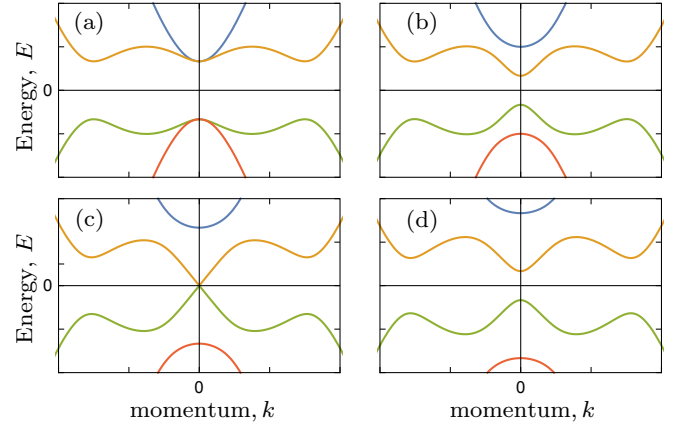 (a)
(b)
Energy, E
0
(c)
(d)
Energy, E
0
0
0
momentum, k
momentum, k